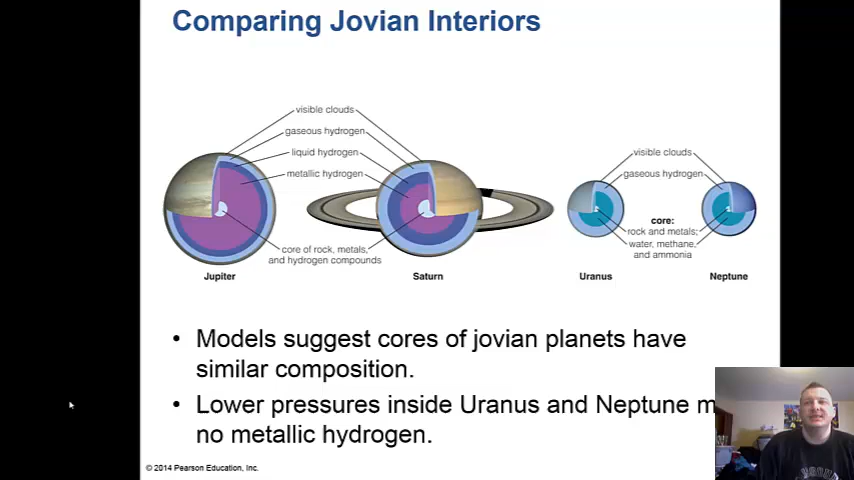 Comparing Jovian Interiors
visible clouds
gaseous hydrogen
liquid hydrogen
metallic hydrogen
core of rock, metals,
and hydrogen compounds
Jupiter
Saturn
visible clouds
gaseous hydrogen
core:
rock and metals;
water, methane,
and ammonia
Uranus
Neptune
• Models suggest cores of jovian planets have
similar composition.
• Lower pressures inside Uranus and Neptune
no metallic hydrogen.
© 2014 Pearson Education, Inc.